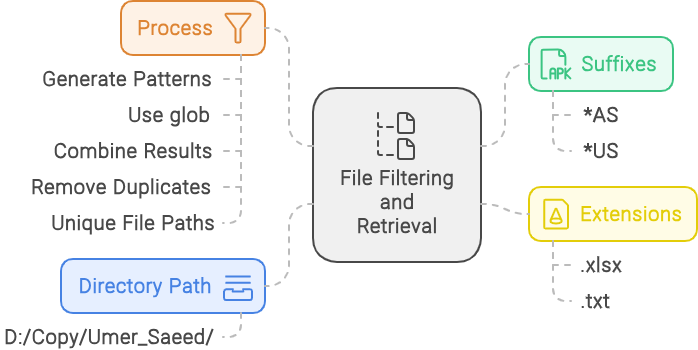 Process
Generate Patterns
Use glob
Combine Results
Remove Duplicates
Unique File Paths
Directory Path
D:/Copy/Umer_Saeed/
File Filtering
and
Retrieval
APK
Suffixes
*AS
*US
Extensions
.xlsx
.txt